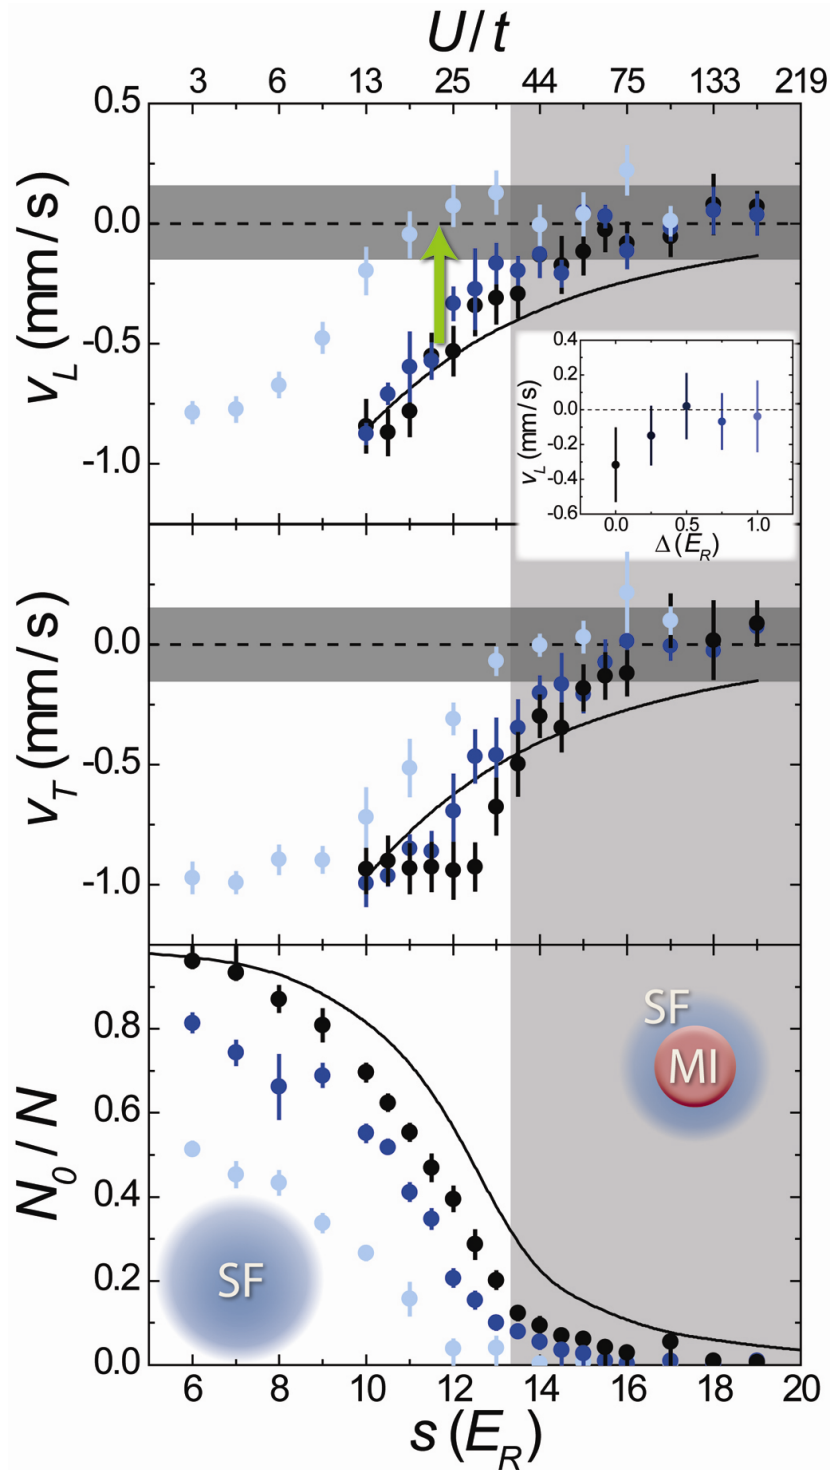 U/t
3 6 13 25 44 75 133 219
0.5
0.0
-0.5
-1.0
v_L (mm/s)
0.4
0.2
0.0
-0.2
-0.4
-0.6
v_L (mm/s)
0.0 0.5 1.0
Δ(E_R)
0.0
-0.5
-1.0
v_T (mm/s)
0.8
0.6
0.4
0.2
0.0
N_0 / N
SF
MI
SF
6 8 10 12 14 16 18 20
s (E_R)